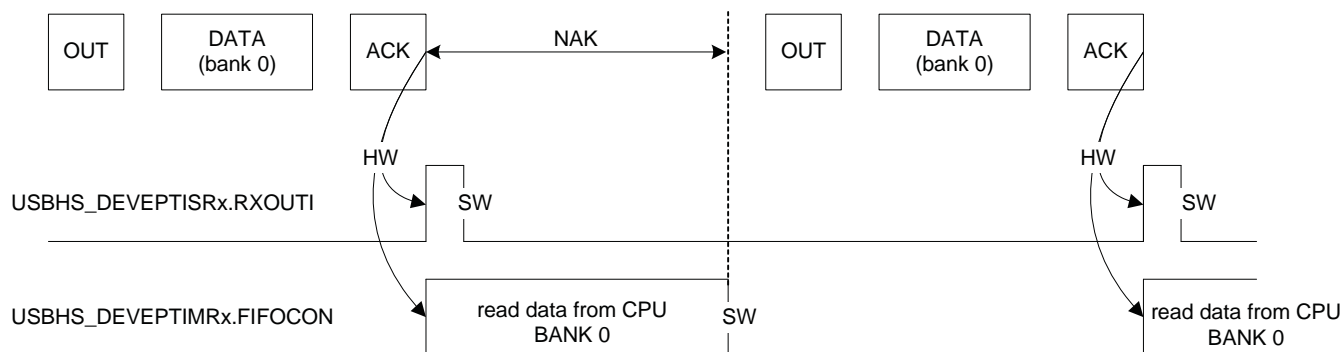 OUT
DATA
(bank 0)
ACK
NAK
OUT
DATA
(bank 0)
ACK
HW
HW
USBHS_DEVEPTISRx.RXOUTI
SW
SW
USBHS_DEVEPTIMRx.FIFOCON
read data from CPU
BANK 0
SW
read data from CPU
BANK 0